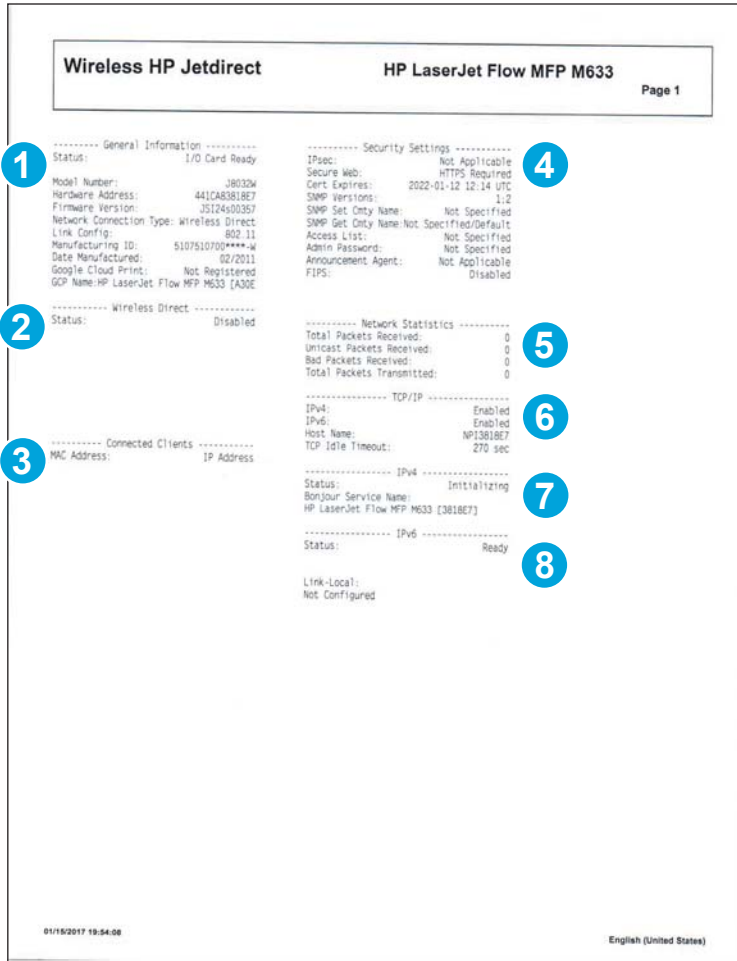 Wireless HP Jetdirect
HP LaserJet Flow MFP M633
Page 1
1
--------- General Information ----------
Status: I/O Card Ready
Model Number: J8032W
Hardware Address: 441CA83818E7
Firmware Version: JSI24s00357
Network Connection Type: Wireless Direct
Link Config: 802.11
Manufacturing ID: 5107510700****-W
Date Manufactured: 02/2011
Google Cloud Print: Not Registered
GCP Name:HP LaserJet Flow MFP M633 [A30E
2
---------- Wireless Direct -----------
Status: Disabled
3
--------- Connected Clients ----------
MAC Address: IP Address
4
---------- Security Settings -----------
IPsec: Not Applicable
Secure Web: HTTPS Required
Cert Expires: 2022-01-12 12:14 UTC
SNMP Versions: 1;2
SNMP Set Cmty Name: Not Specified
SNMP Get Cmty Name:Not Specified/Default
Access List: Not Specified
Admin Password: Not Specified
Announcement Agent: Not Applicable
FIPS: Disabled
5
---------- Network Statistics ----------
Total Packets Received: 0
Unicast Packets Received: 0
Bad Packets Received: 0
Total Packets Transmitted: 0
6
---------------- TCP/IP ----------------
IPv4: Enabled
IPv6: Enabled
Host Name: NPI3818E7
TCP Idle Timeout: 270 sec
7
----------------- IPv4 -----------------
Status: Initializing
Bonjour Service Name:
HP LaserJet Flow MFP M633 [3818E7]
8
----------------- IPv6 -----------------
Status: Ready
Link-Local:
Not Configured
01/15/2017 19:54:08
English (United States)